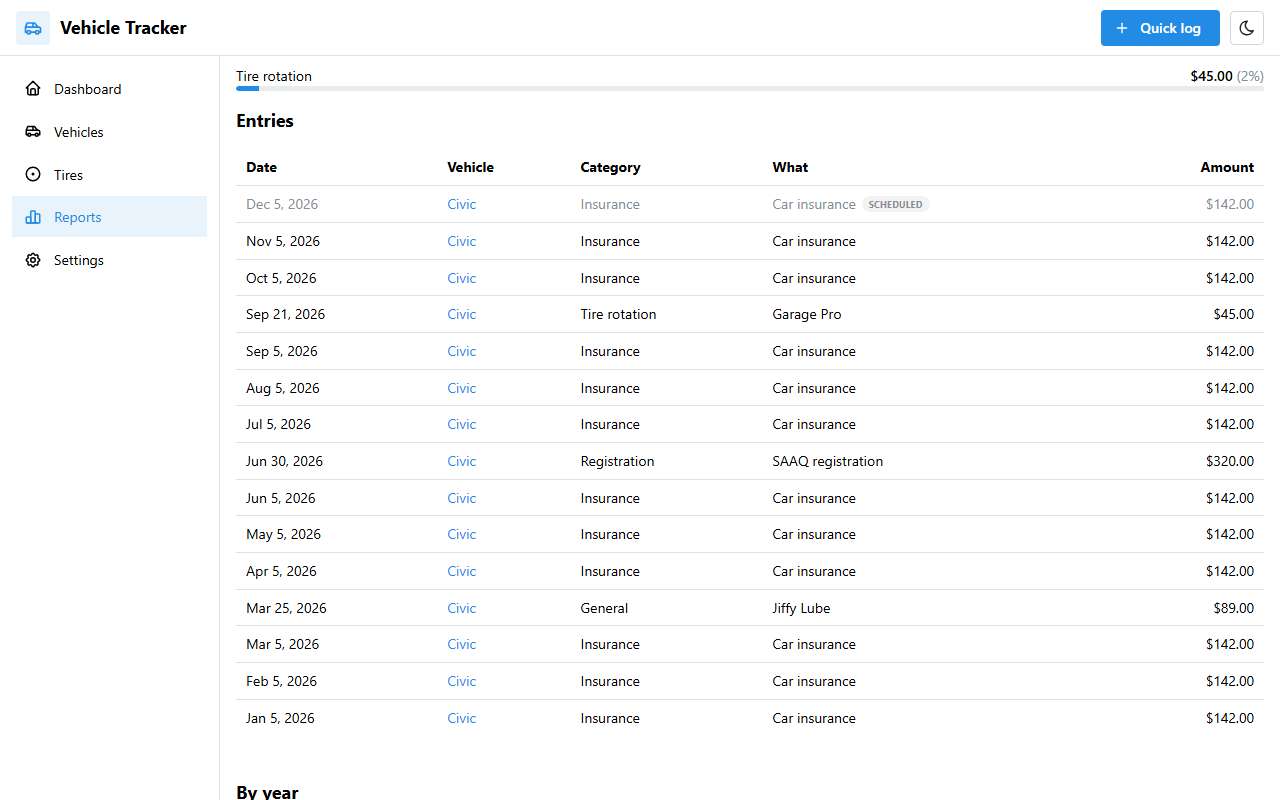 Vehicle Tracker
Quick log
Dashboard
Vehicles
Tires
Reports
Settings
Tire rotation $45.00 (2%)
Entries
Date Vehicle Category What Amount
Dec 5, 2026 Civic Insurance Car insurance SCHEDULED $142.00
Nov 5, 2026 Civic Insurance Car insurance $142.00
Oct 5, 2026 Civic Insurance Car insurance $142.00
Sep 21, 2026 Civic Tire rotation Garage Pro $45.00
Sep 5, 2026 Civic Insurance Car insurance $142.00
Aug 5, 2026 Civic Insurance Car insurance $142.00
Jul 5, 2026 Civic Insurance Car insurance $142.00
Jun 30, 2026 Civic Registration SAAQ registration $320.00
Jun 5, 2026 Civic Insurance Car insurance $142.00
May 5, 2026 Civic Insurance Car insurance $142.00
Apr 5, 2026 Civic Insurance Car insurance $142.00
Mar 25, 2026 Civic General Jiffy Lube $89.00
Mar 5, 2026 Civic Insurance Car insurance $142.00
Feb 5, 2026 Civic Insurance Car insurance $142.00
Jan 5, 2026 Civic Insurance Car insurance $142.00
By year